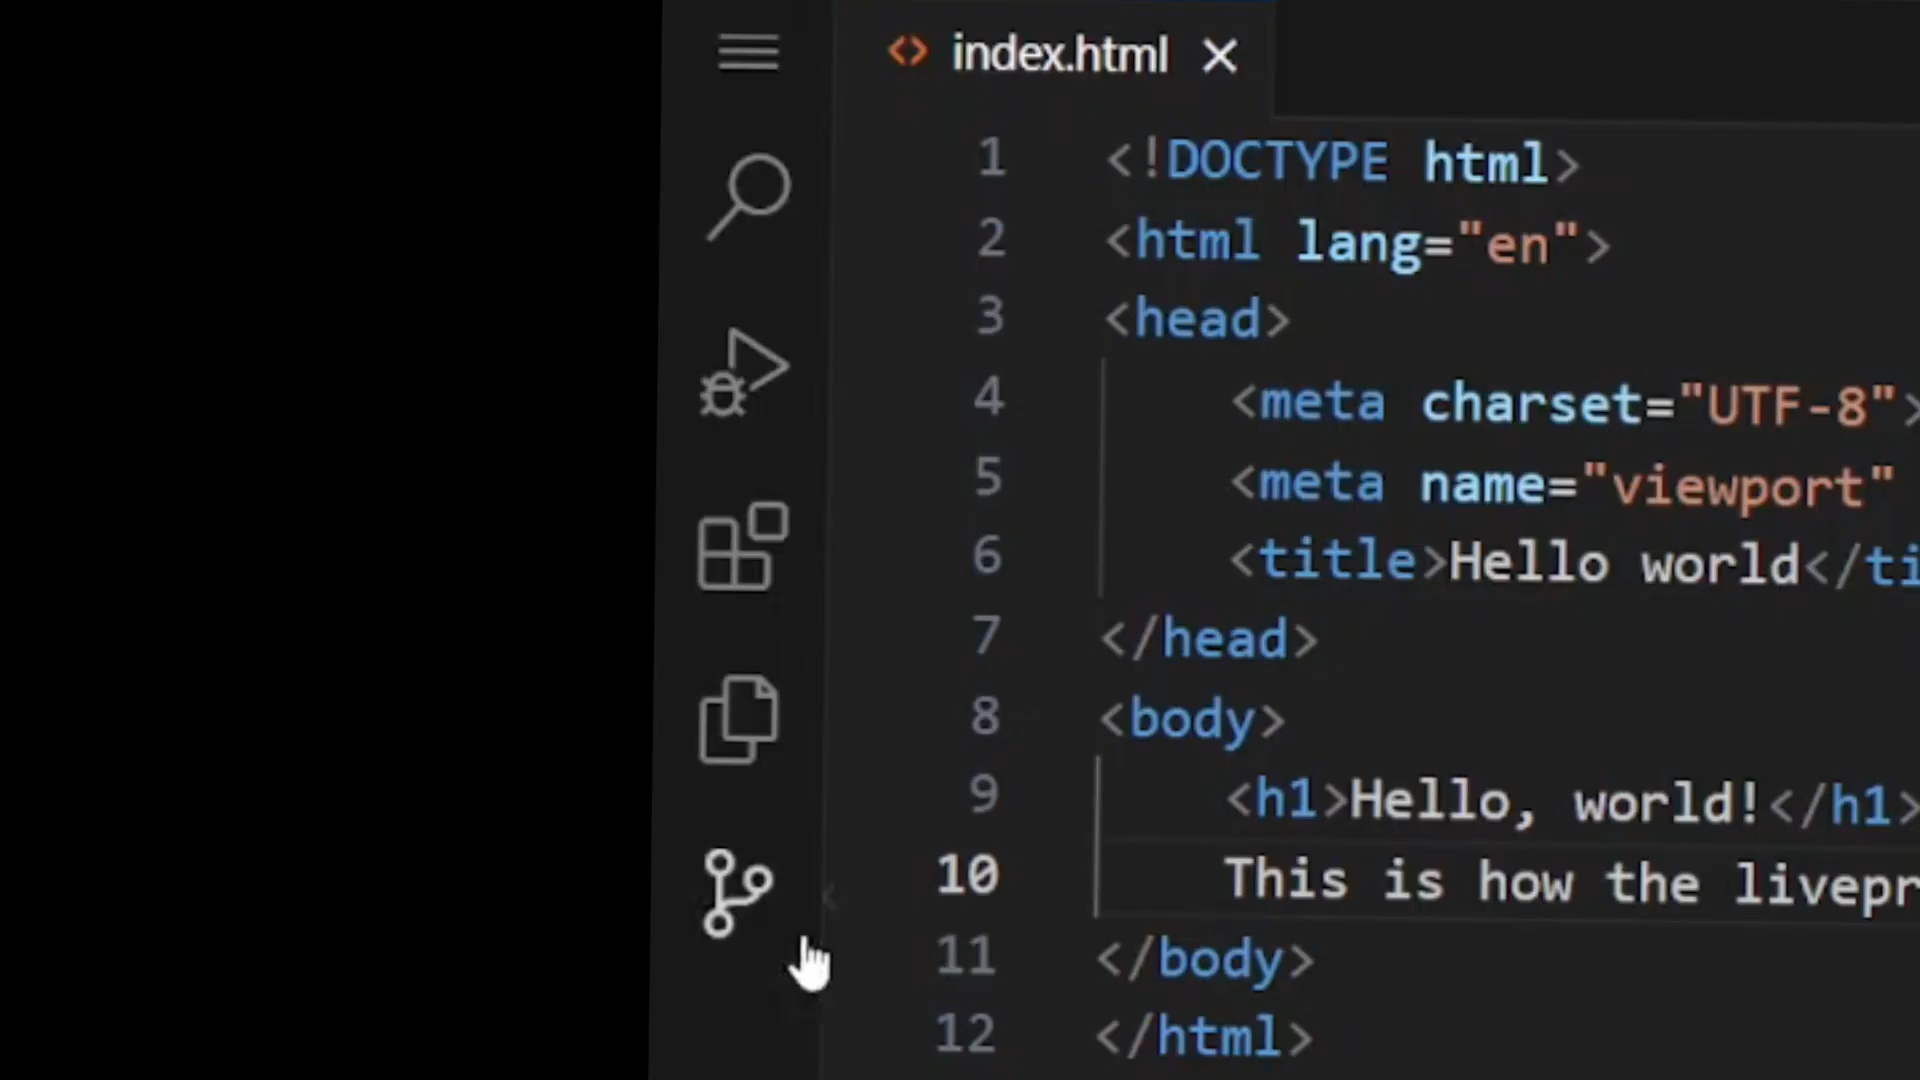 index.html
1 <!DOCTYPE html>
2 <html lang="en">
3 <head>
4 <meta charset="UTF-8">
5 <meta name="viewport"
6 <title>Hello world</ti
7 </head>
8 <body>
9 <h1>Hello, world!</h1>
10 This is how the livepr
11 </body>
12 </html>